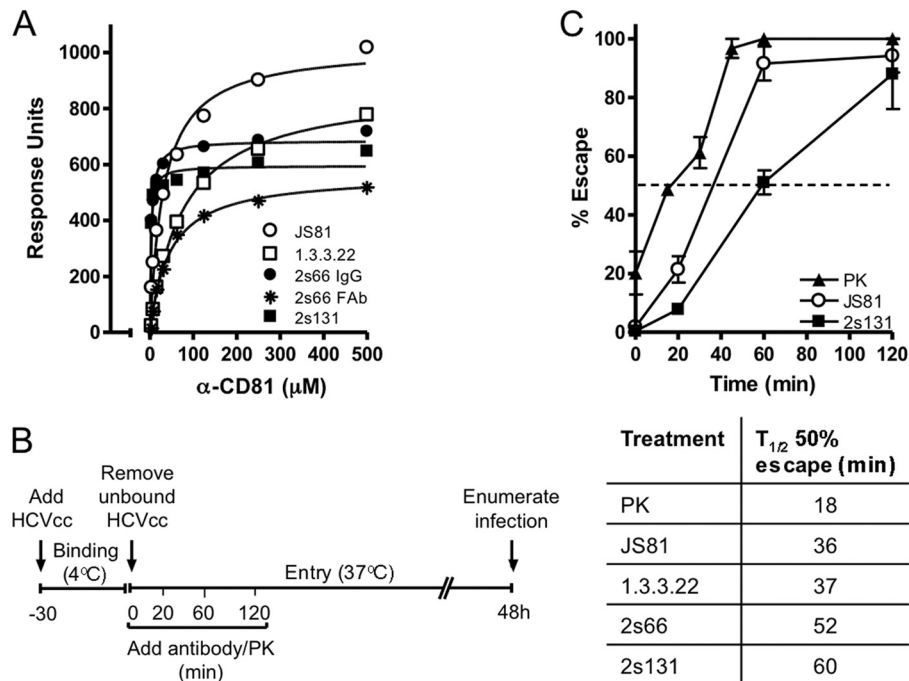 A
1000
800
600
400
200
0
Response Units
0 100 200 300 400 500
α-CD81 (μM)
JS81
1.3.3.22
2s66 IgG
2s66 FAb
2s131
C
100
80
60
40
20
0
% Escape
0 20 40 60 80 100 120
Time (min)
PK
JS81
2s131
B
Add
HCVcc
Remove
unbound
HCVcc
Enumerate
infection
Binding
(4°C)
Entry (37°C)
-30
0 20 60 120
48h
Add antibody/PK
(min)
Treatment T1/2 50%
escape (min)
PK 18
JS81 36
1.3.3.22 37
2s66 52
2s131 60